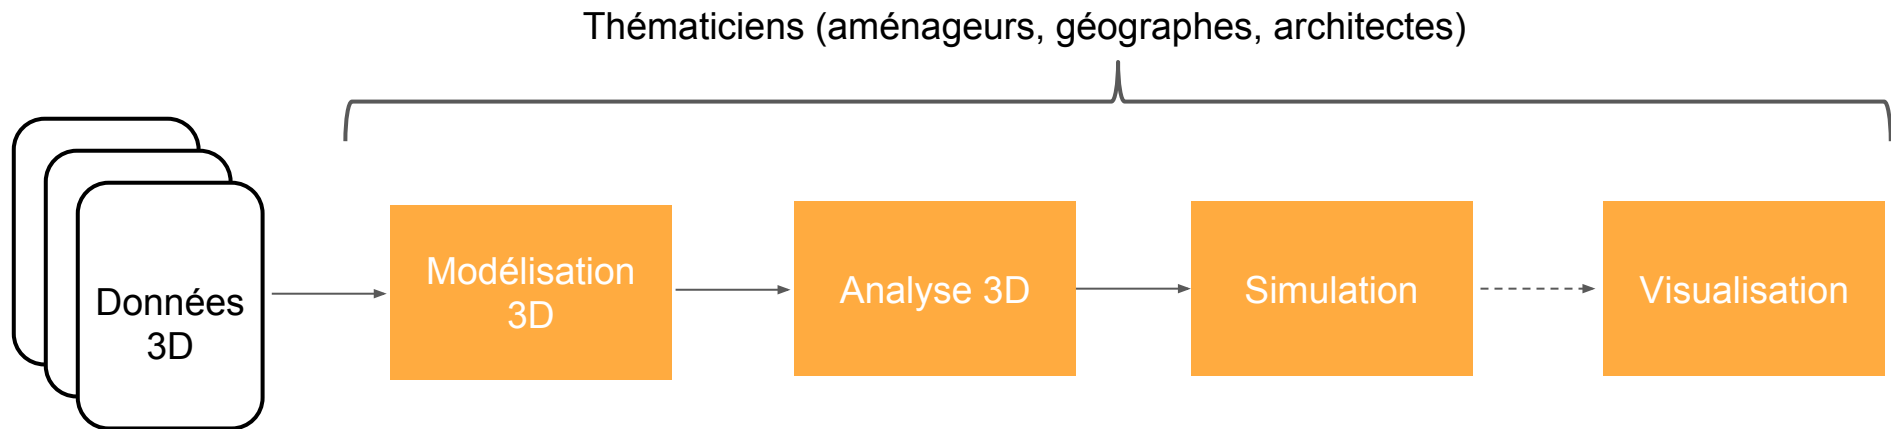 Thématiciens (aménageurs, géographes, architectes)
Données
3D
Modélisation
3D
Analyse 3D
Simulation
Visualisation